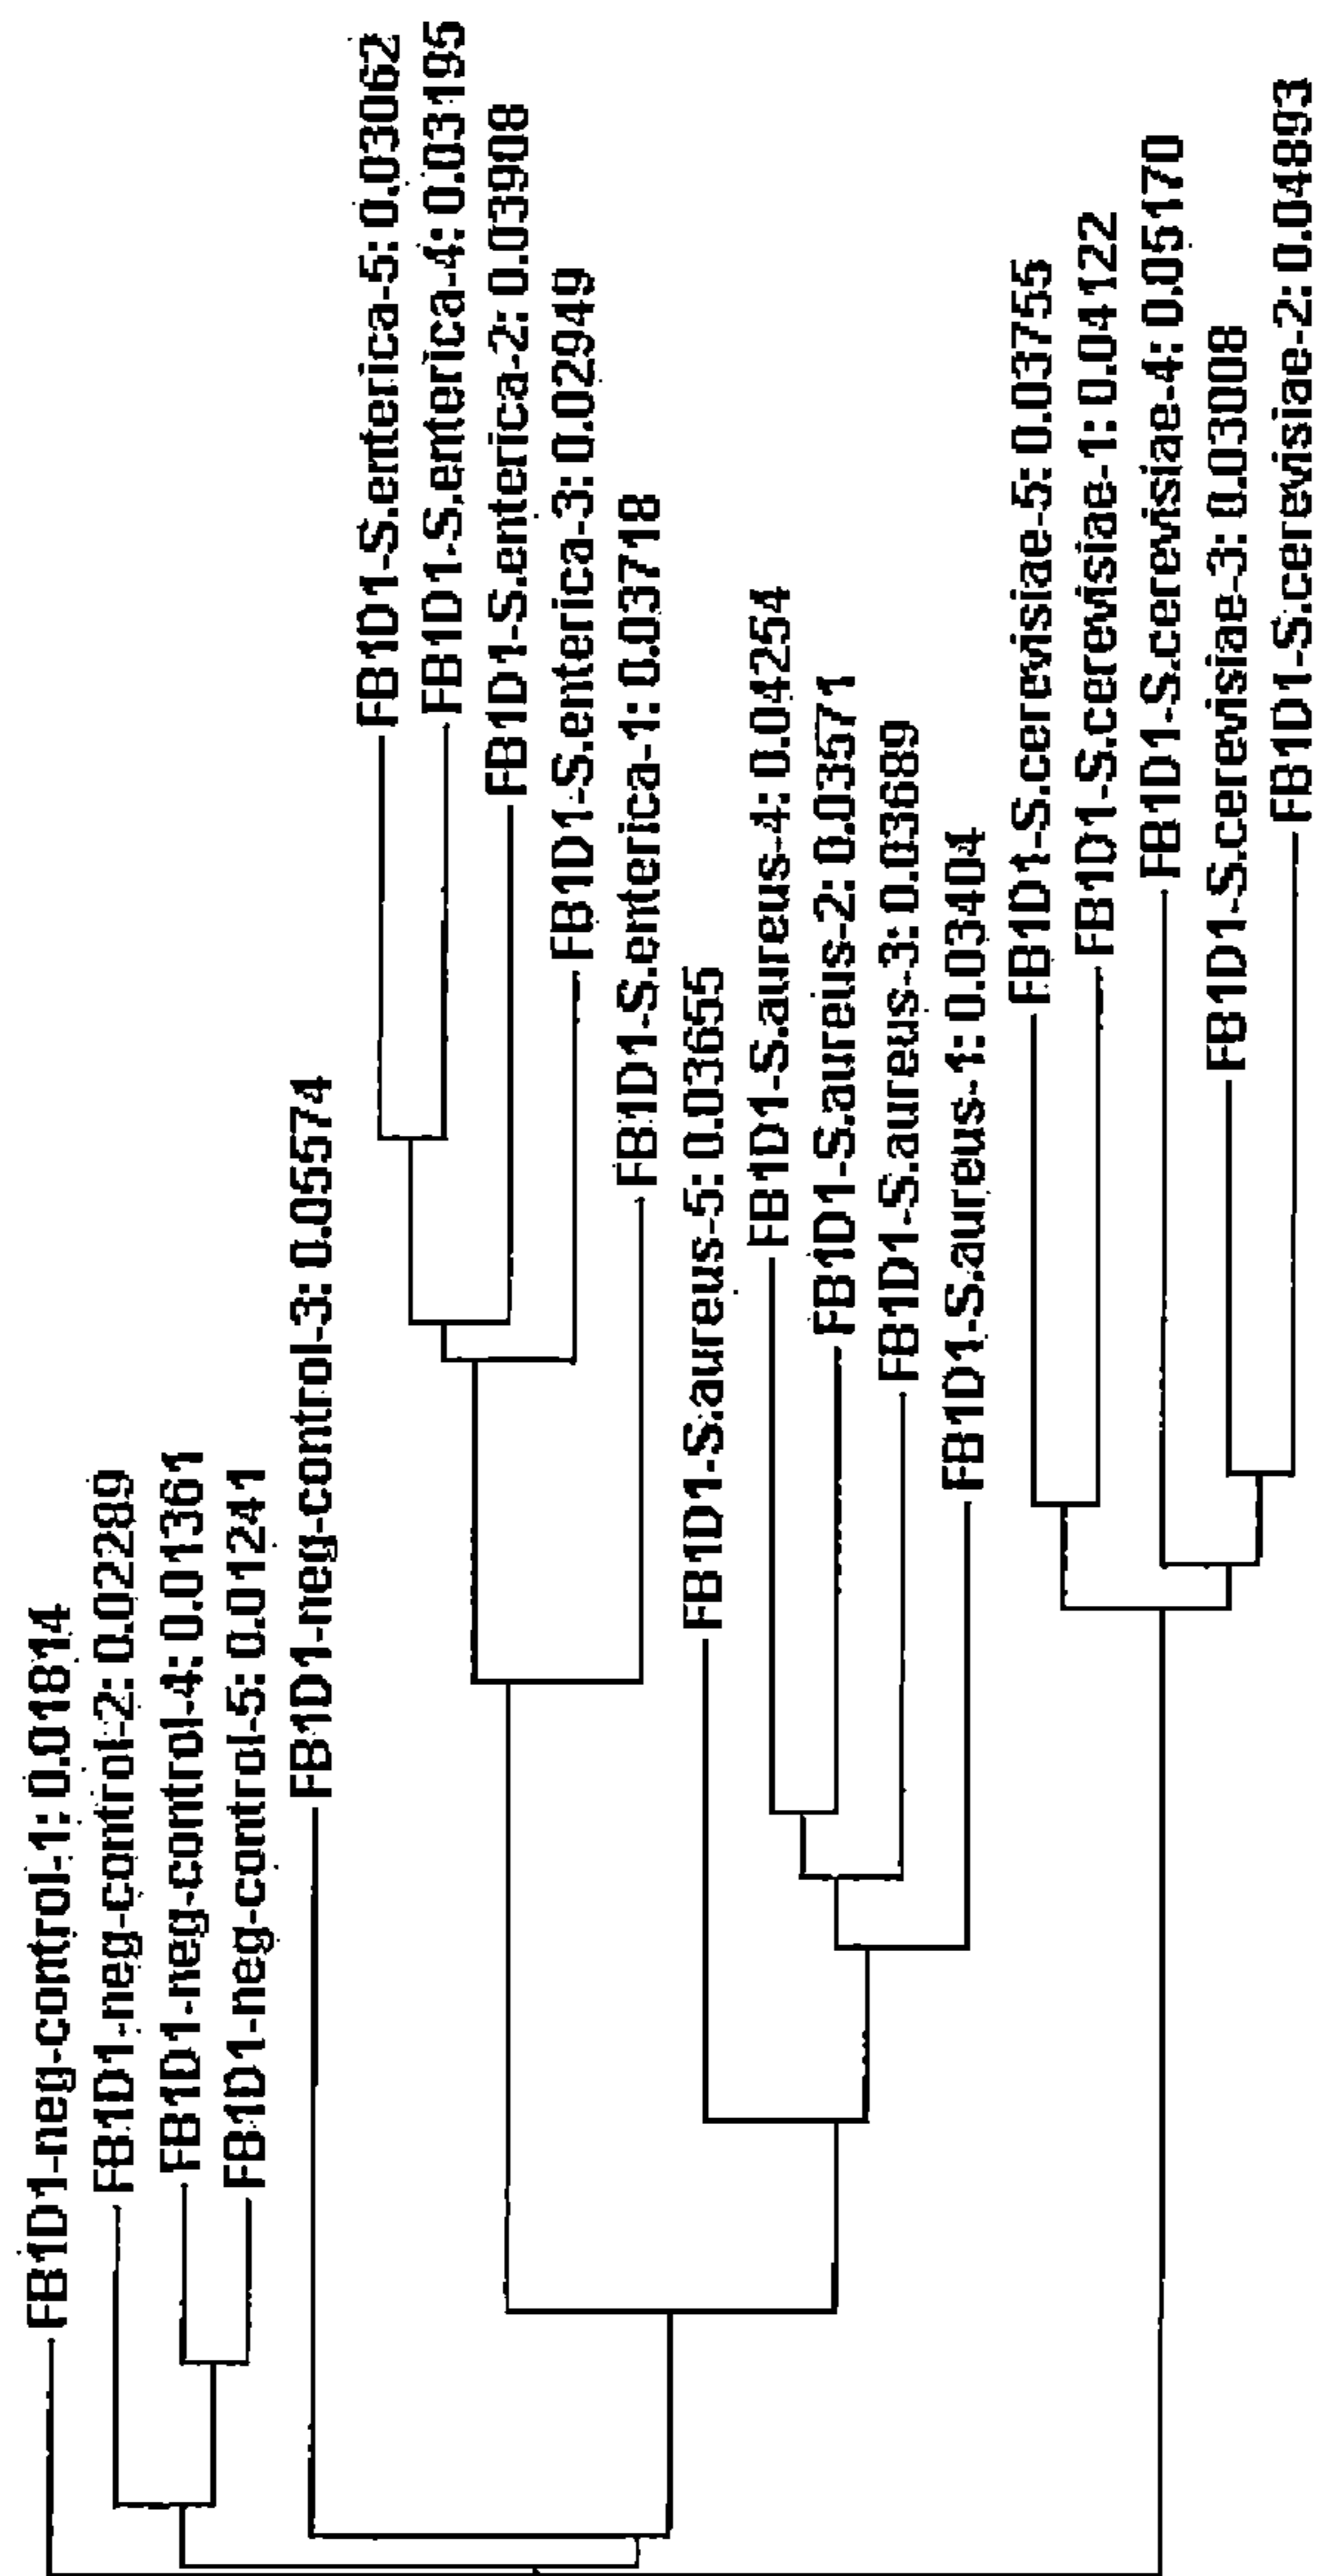 FB1D1-neg-control-1: 0.01814
FB1D1-neg-control-2: 0.02289
FB1D1-neg-control-4: 0.01361
FB1D1-neg-control-5: 0.01241
FB1D1-neg-control-3: 0.05574
FB1D1-S.enterica-5: 0.03062
FB1D1-S.enterica-4: 0.03195
FB1D1-S.enterica-2: 0.03908
FB1D1-S.enterica-3: 0.02949
FB1D1-S.enterica-1: 0.03718
FB1D1-S.aureus-5: 0.03655
FB1D1-S.aureus-4: 0.04254
FB1D1-S.aureus-2: 0.03571
FB1D1-S.aureus-3: 0.03689
FB1D1-S.aureus-1: 0.03404
FB1D1-S.cerevisiae-5: 0.03755
FB1D1-S.cerevisiae-1: 0.04122
FB1D1-S.cerevisiae-4: 0.05170
FB1D1-S.cerevisiae-3: 0.03008
FB1D1-S.cerevisiae-2: 0.04893